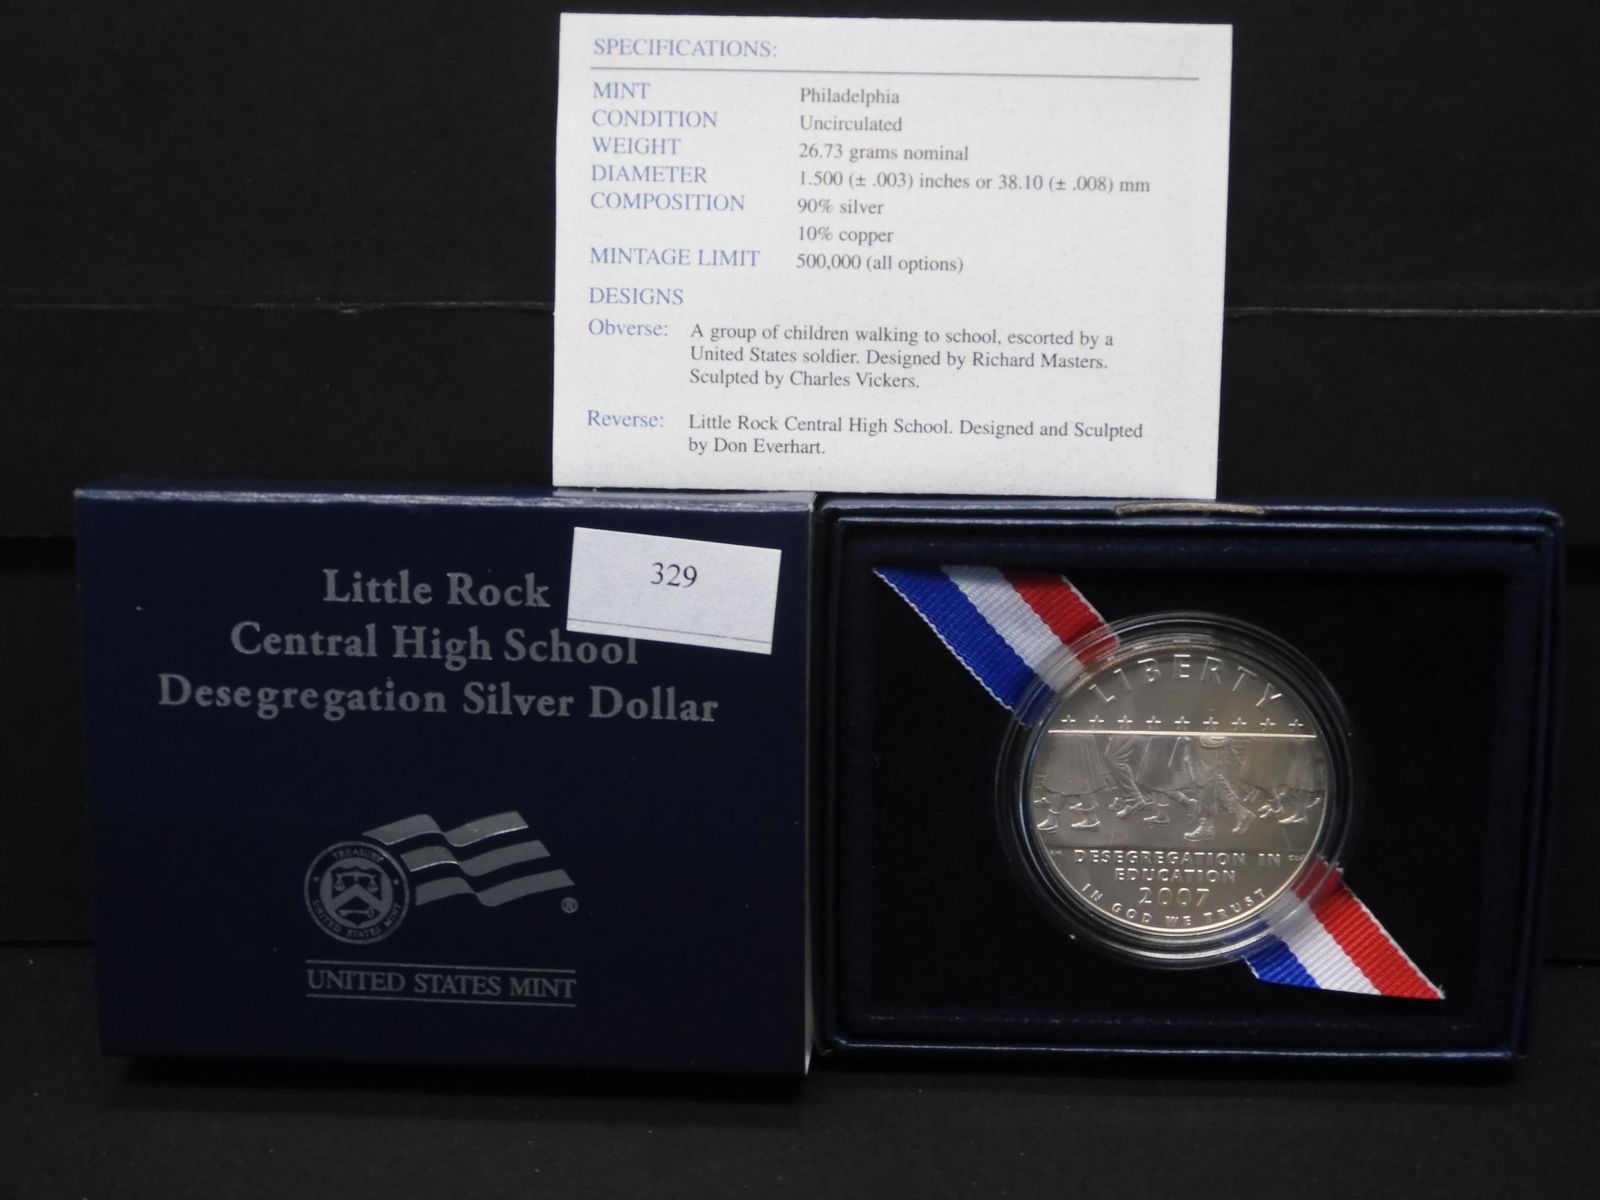 SPECIFICATIONS:
MINT Philadelphia
CONDITION Uncirculated
WEIGHT 26.73 grams nominal
DIAMETER 1.500 (± .003) inches or 38.10 (± .008) mm
COMPOSITION 90% silver
10% copper
MINTAGE LIMIT 500,000 (all options)
DESIGNS
Obverse: A group of children walking to school, escorted by a
United States soldier. Designed by Richard Masters.
Sculpted by Charles Vickers.
Reverse: Little Rock Central High School. Designed and Sculpted
by Don Everhart.
329
Little Rock
Central High School
Desegregation Silver Dollar
TREASURY
UNITED STATES MINT
®
UNITED STATES MINT
LIBERTY
DESEGREGATION IN
EDUCATION
2007
IN GOD WE TRUST